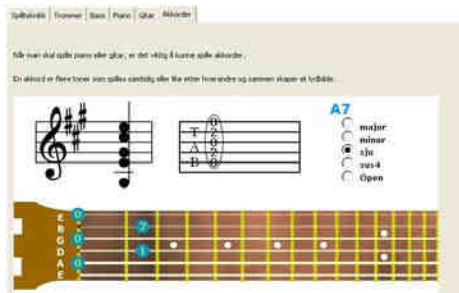 Spilleteknikk Trommer Bass Piano Gitar Akkorder
Når man skal spille piano eller gitar, er det viktig å kunne spille akkorder.
En akkord er flere toner som spilles samtidig eller like etter hverandre og sammen skaper et lydbilde.
A7
major
minor
sju
sus4
Open
T
A
B
0
2
0
2
0
E
B
G
D
A
E
0
2
0
1
0